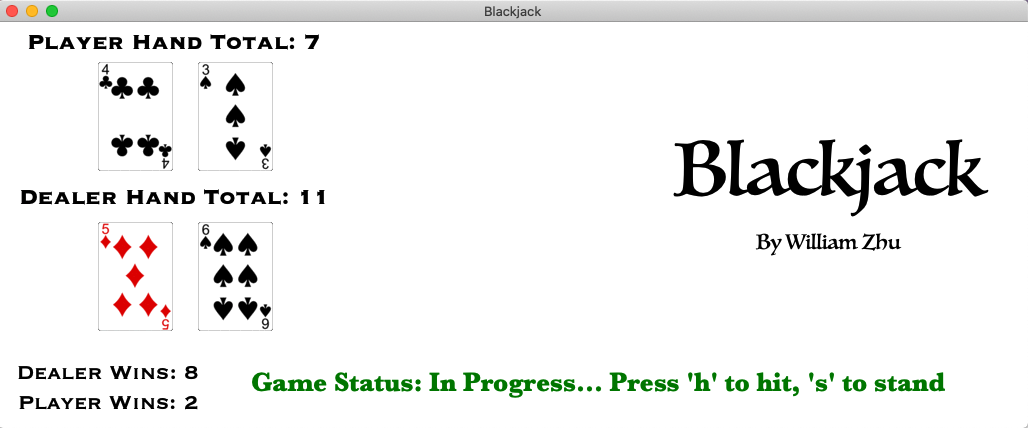 Blackjack
Player Hand Total: 7
4
4
3
3
Dealer Hand Total: 11
5
5
6
6
Blackjack
By William Zhu
Dealer Wins: 8
Player Wins: 2
Game Status: In Progress... Press 'h' to hit, 's' to stand